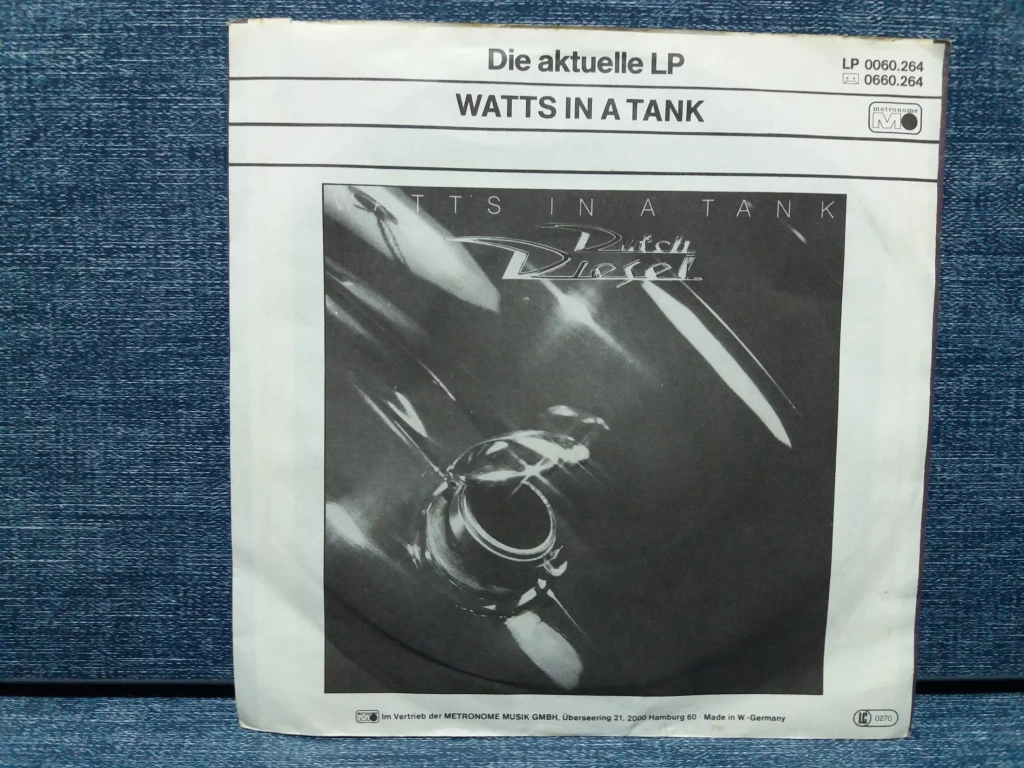 Die aktuelle LP
LP 0060.264
0660.264
WATTS IN A TANK
metronome
WATTS IN A TANK
Dutch
Diesel
Im Vertrieb der METRONOME MUSIK GMBH, Überseering 21, 2000 Hamburg 60 · Made in W.-Germany
LC 0270